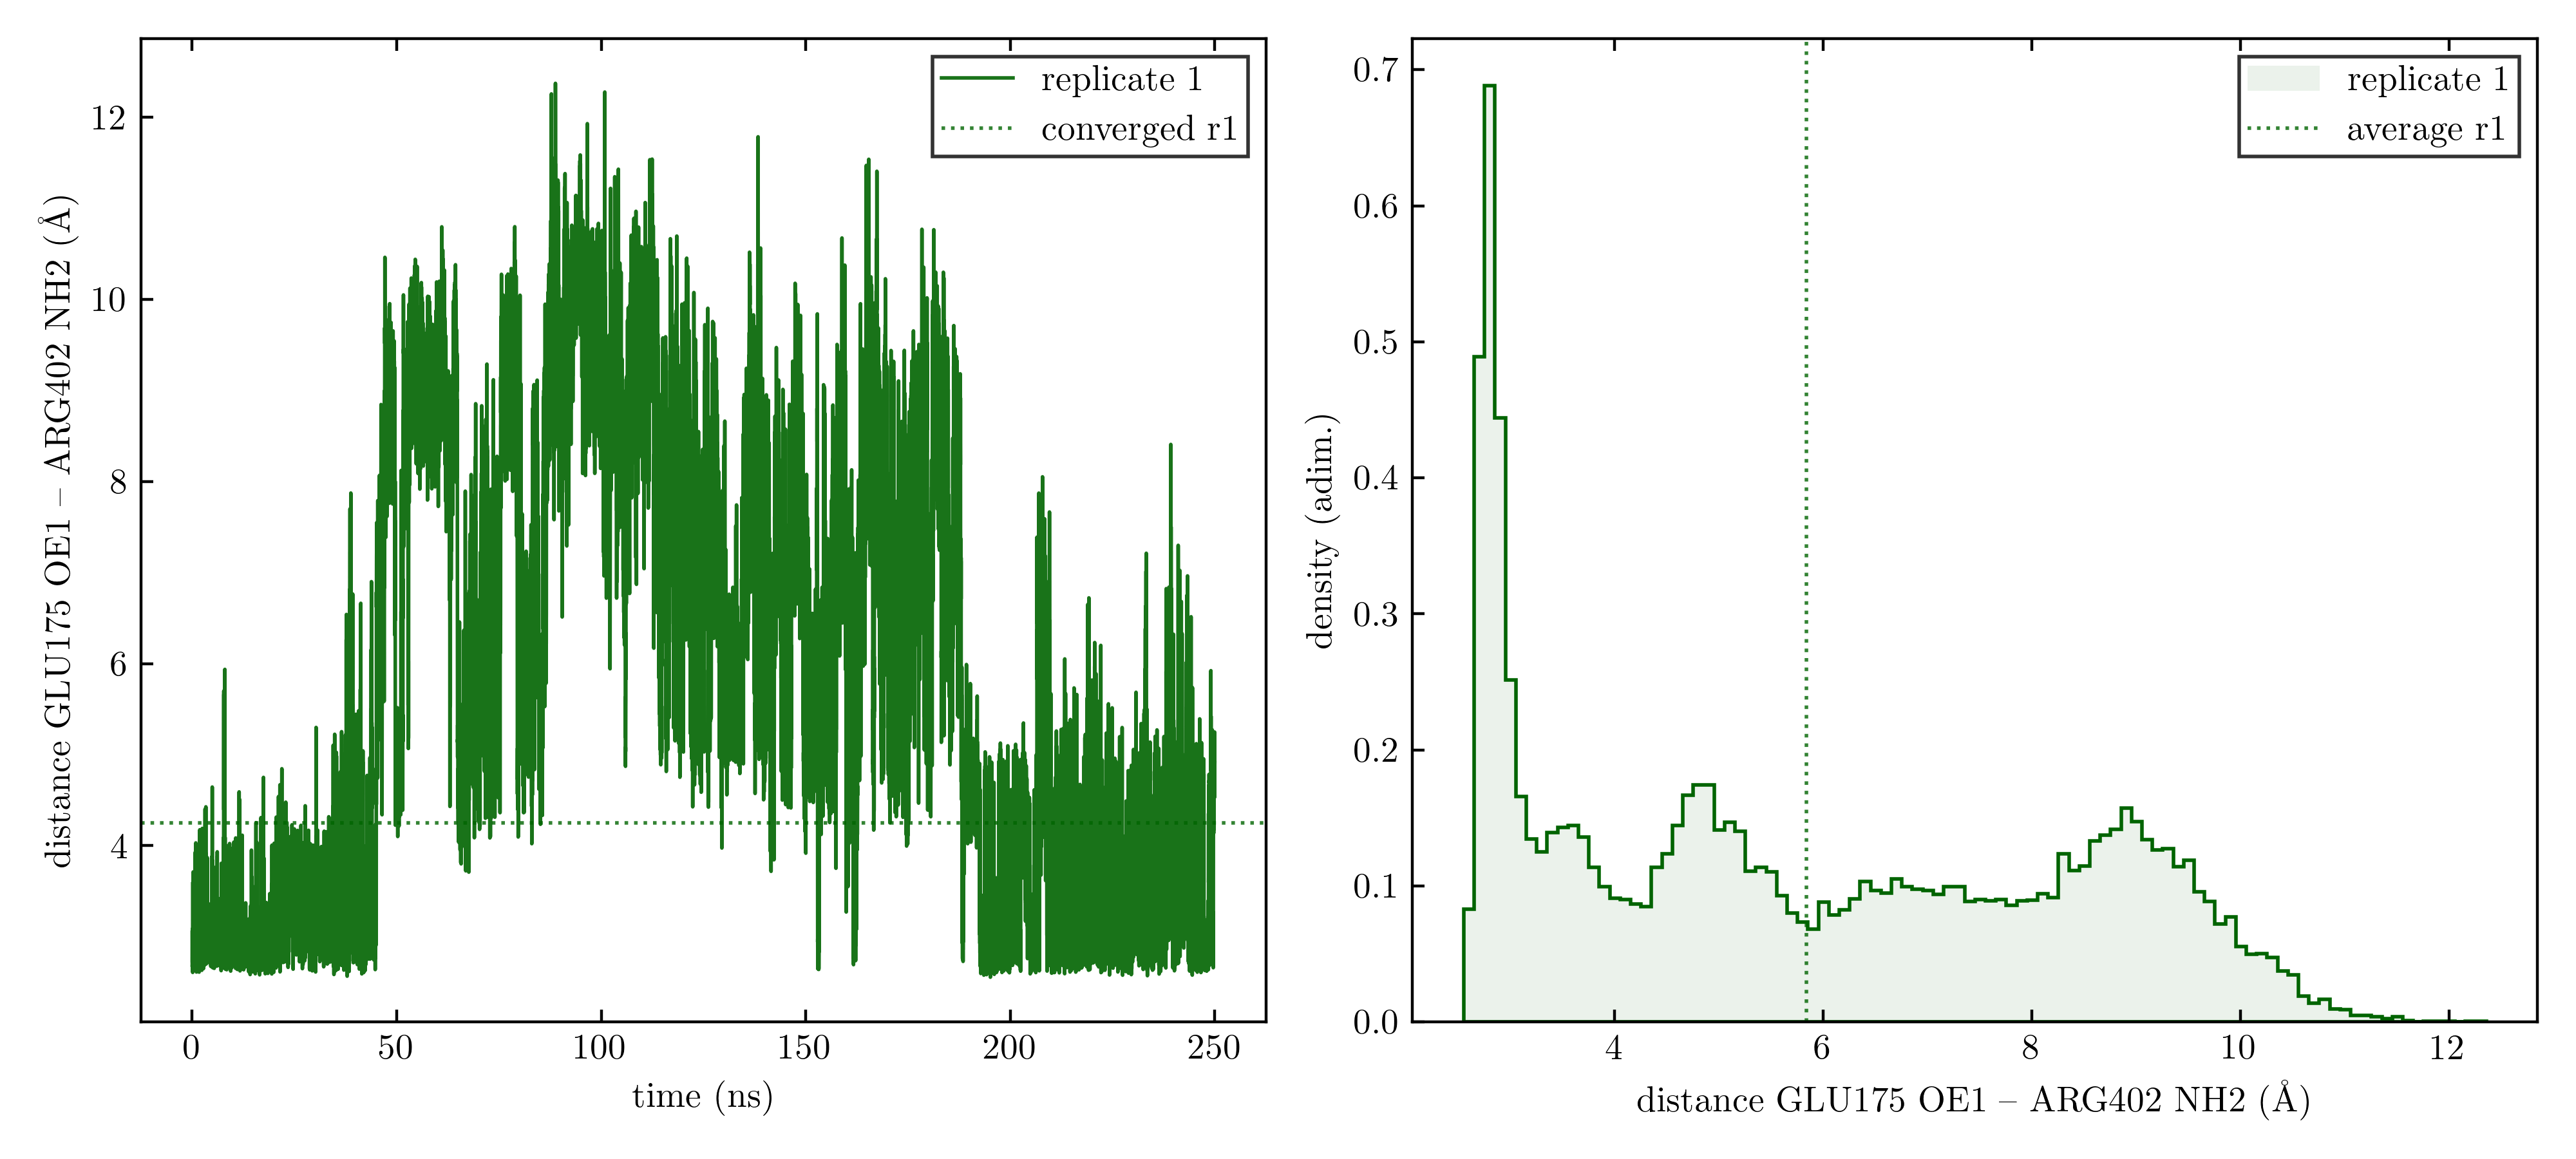 distance GLU175 OE1 – ARG402 NH2 (Å)
12
10
8
6
4
replicate 1
converged r1
0 50 100 150 200 250
time (ns)
density (adim.)
0.7
0.6
0.5
0.4
0.3
0.2
0.1
0.0
replicate 1
average r1
4 6 8 10 12
distance GLU175 OE1 – ARG402 NH2 (Å)